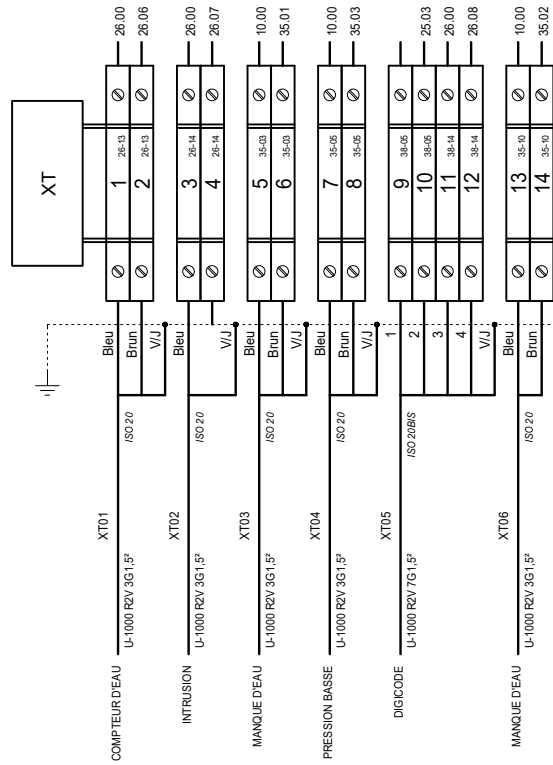 XT
1 26-13 26.00
2 26-13 26.06
3 26-14 26.00
4 26-14 26.07
5 35-03 10.00
6 35-03 35.01
7 35-05 10.00
8 35-05 35.03
9 38-05
10 38-05 25.03
11 38-14 26.00
12 38-14 26.08
13 35-10 10.00
14 35-10 35.02
Bleu
Brun
V/J
ISO 20
XT01
U-1000 R2V 3G1,5²
COMPTEUR D'EAU
Bleu
V/J
ISO 20
XT02
U-1000 R2V 3G1,5²
INTRUSION
Bleu
Brun
V/J
ISO 20
XT03
U-1000 R2V 3G1,5²
MANQUE D'EAU
Bleu
Brun
V/J
ISO 20
XT04
U-1000 R2V 3G1,5²
PRESSION BASSE
1
2
3
4
V/J
ISO 20BIS
XT05
U-1000 R2V 7G1,5²
DIGICODE
Bleu
Brun
ISO 20
XT06
U-1000 R2V 3G1,5²
MANQUE D'EAU